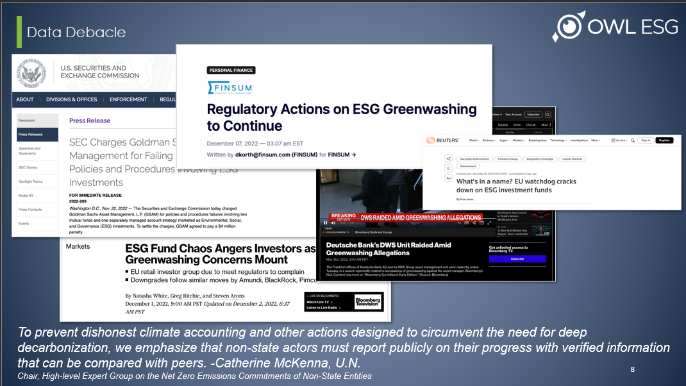 Data Debacle
OWL ESG
U.S. SECURITIES AND
EXCHANGE COMMISSION
ABOUT DIVISIONS & OFFICES ENFORCEMENT REGUL
Newsroom
Press Releases
Speeches and
Statements
SEC Stories
Spotlight Topics
Media Kit
Press Contacts
Events
Press Release
SEC Charges Goldman S
Management for Failing
Policies and Procedures Involving ESG
Investments
FOR IMMEDIATE RELEASE
2022-209
Washington D.C., Nov. 22, 2022 — The Securities and Exchange Commission today charged
Goldman Sachs Asset Management, L.P. (GSAM) for policies and procedures failures involving two
mutual funds and one separately managed account strategy marketed as Environmental, Social,
and Governance (ESG) investments. To settle the charges, GSAM agreed to pay a $4 million
penalty.
PERSONAL FINANCE
FINSUM
Regulatory Actions on ESG Greenwashing
to Continue
December 07, 2022 — 03:07 am EST
Written by dkorth@finsum.com (FINSUM) for FINSUM →
REUTERS
What's in a name? EU watchdog cracks
down on ESG investment funds
BREAKING
NEWS
DWS RAIDED AMID GREENWASHING ALLEGATIONS
Deutsche Bank's DWS Unit Raided Amid
Greenwashing Allegations
Subscribe
Markets
ESG Fund Chaos Angers Investors as
Greenwashing Concerns Mount
EU retail investor group due to meet regulators to complain
Downgrades follow similar moves by Amundi, BlackRock, Pimco
By Natasha White, Greg Ritchie, and Steven Arons
December 1, 2022, 9:00 AM PST Updated on December 2, 2022, 6:37
AM PST
Listen to Live Radio
Bloomberg
Television
To prevent dishonest climate accounting and other actions designed to circumvent the need for deep
decarbonization, we emphasize that non-state actors must report publicly on their progress with verified information
that can be compared with peers. -Catherine McKenna, U.N.
Chair, High-level Expert Group on the Net Zero Emissions Commitments of Non-State Entities
8